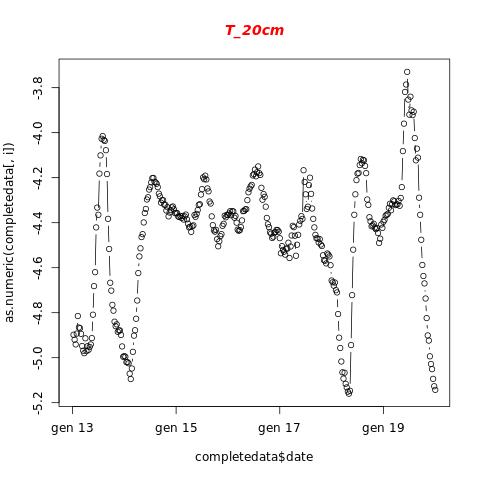 T_20cm
as.numeric(completedata[, i])
-3.8
-4.0
-4.2
-4.4
-4.6
-4.8
-5.0
-5.2
gen 13
gen 15
gen 17
gen 19
completedata$date